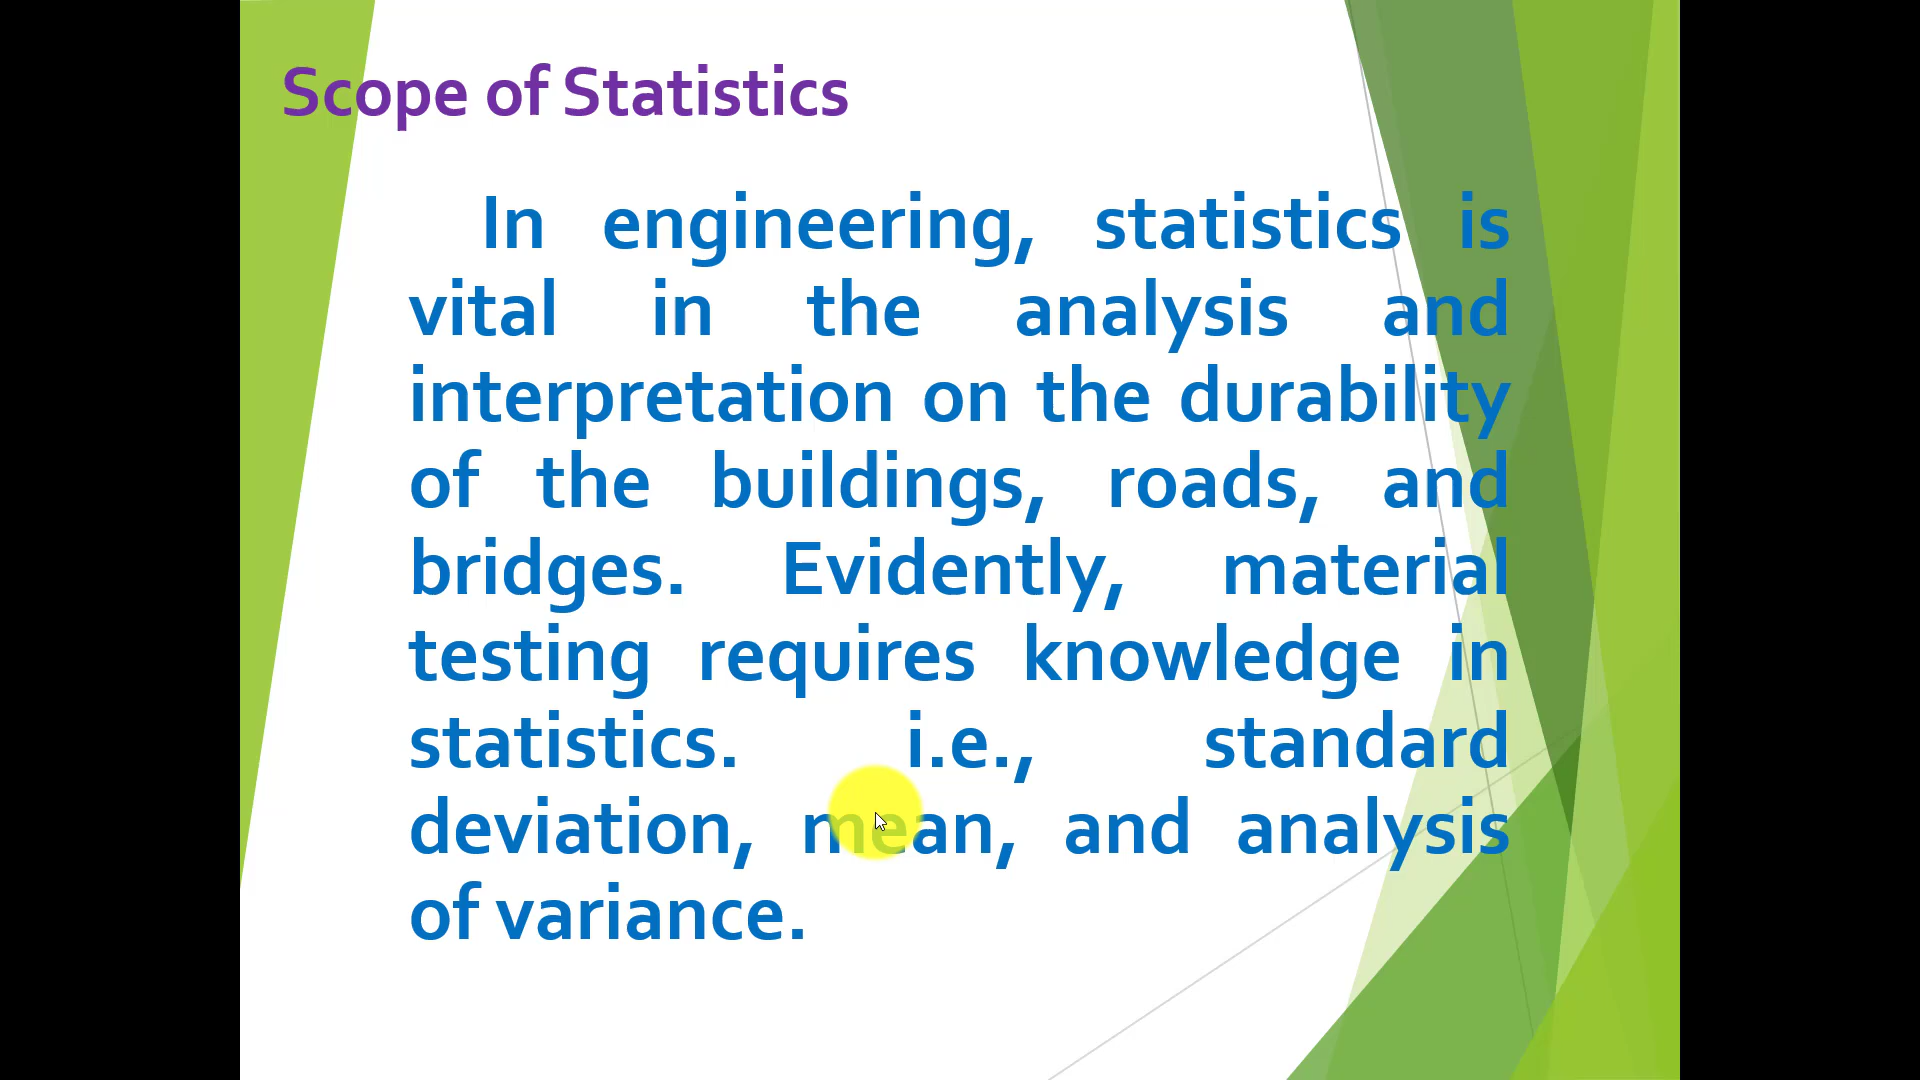 Scope of Statistics
In engineering, statistics is
vital in the analysis and
interpretation on the durability
of the buildings, roads, and
bridges. Evidently, material
testing requires knowledge in
statistics. i.e., standard
deviation, mean, and analysis
of variance.